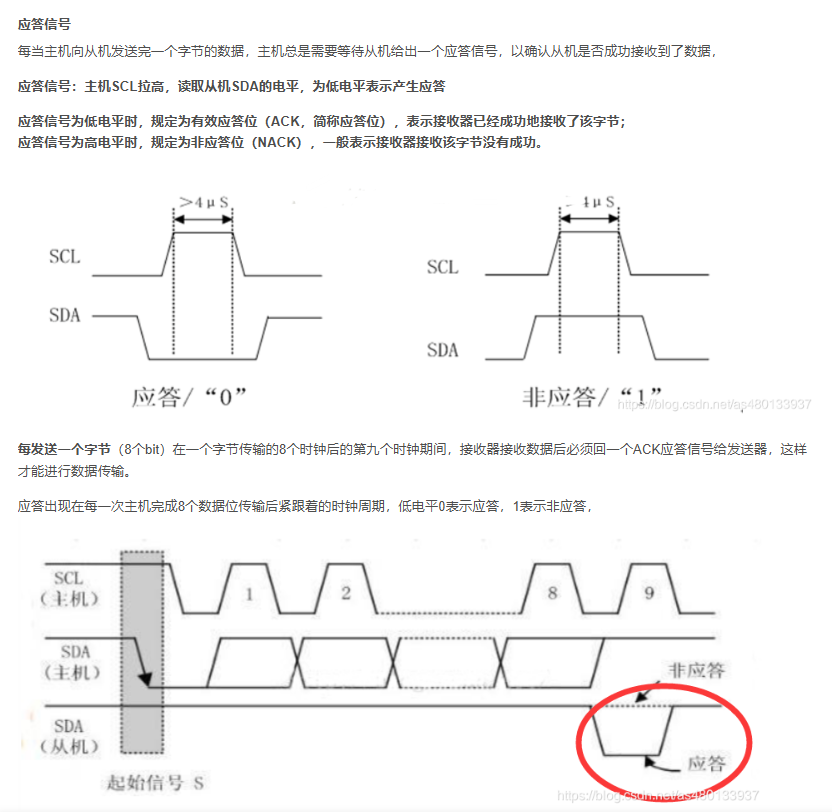 应答信号
每当主机向从机发送完一个字节的数据，主机总是需要等待从机给出一个应答信号，以确认从机是否成功接收到了数据，
应答信号：主机SCL拉高，读取从机SDA的电平，为低电平表示产生应答
应答信号为低电平时，规定为有效应答位（ACK，简称应答位），表示接收器已经成功地接收了该字节；
应答信号为高电平时，规定为非应答位（NACK），一般表示接收器接收该字节没有成功。
>4μS
4μS
SCL
SCL
SDA
SDA
应答/“0”
非应答/“1”
https://blog.csdn.net/as480133937
每发送一个字节（8个bit）在一个字节传输的8个时钟后的第九个时钟期间，接收器接收数据后必须回一个ACK应答信号给发送器，这样
才能进行数据传输。
应答出现在每一次主机完成8个数据位传输后紧跟着的时钟周期，低电平0表示应答，1表示非应答，
SCL
（主机）
1
2
8
9
SDA
（主机）
非应答
SDA
（从机）
应答
起始信号 S
https://blog.csdn.net/as480133937